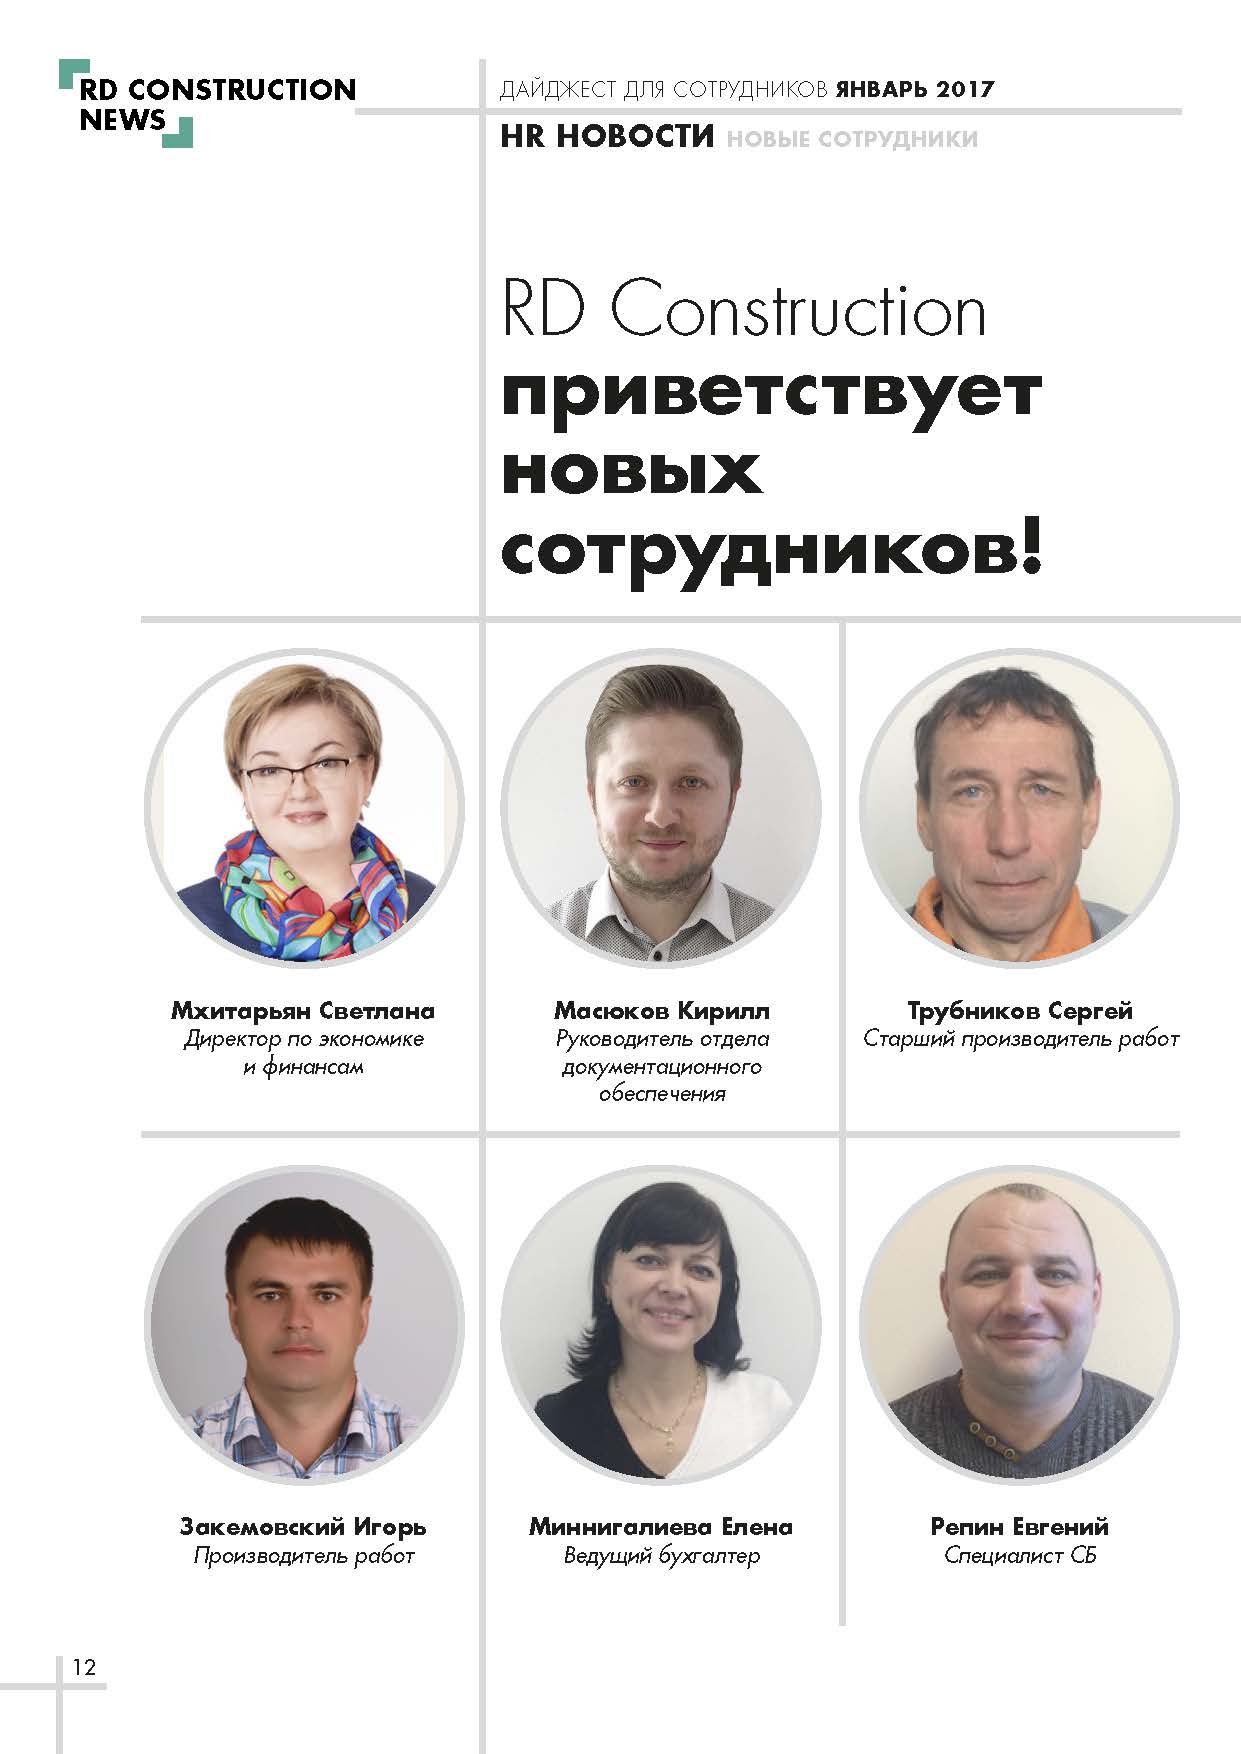 RD CONSTRUCTION
NEWS
ДАЙДЖЕСТ ДЛЯ СОТРУДНИКОВ ЯНВАРЬ 2017
HR НОВОСТИ НОВЫЕ СОТРУДНИКИ
RD Construction
приветствует
новых
сотрудников!
Мхитарьян Светлана
Директор по экономике
и финансам
Масюков Кирилл
Руководитель отдела
документационного
обеспечения
Трубников Сергей
Старший производитель работ
Закемовский Игорь
Производитель работ
Миннигалиева Елена
Ведущий бухгалтер
Репин Евгений
Специалист СБ
12